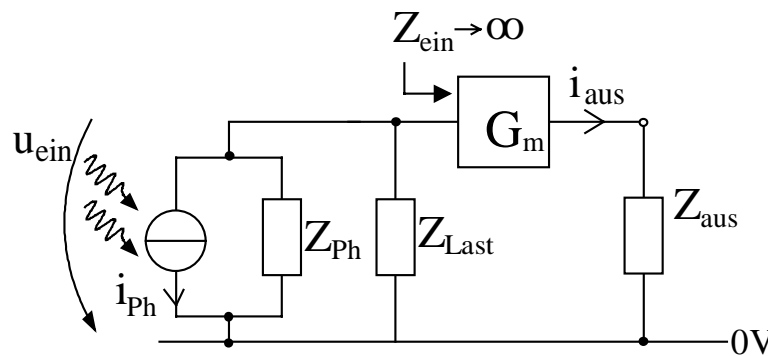 Z_ein → ∞
i_aus
u_ein
G_m
Z_Ph
Z_Last
Z_aus
i_Ph
0V